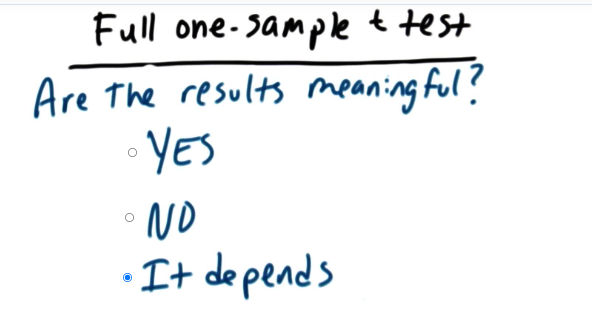 Full one-sample t test
Are the results meaningful?
YES
NO
It depends